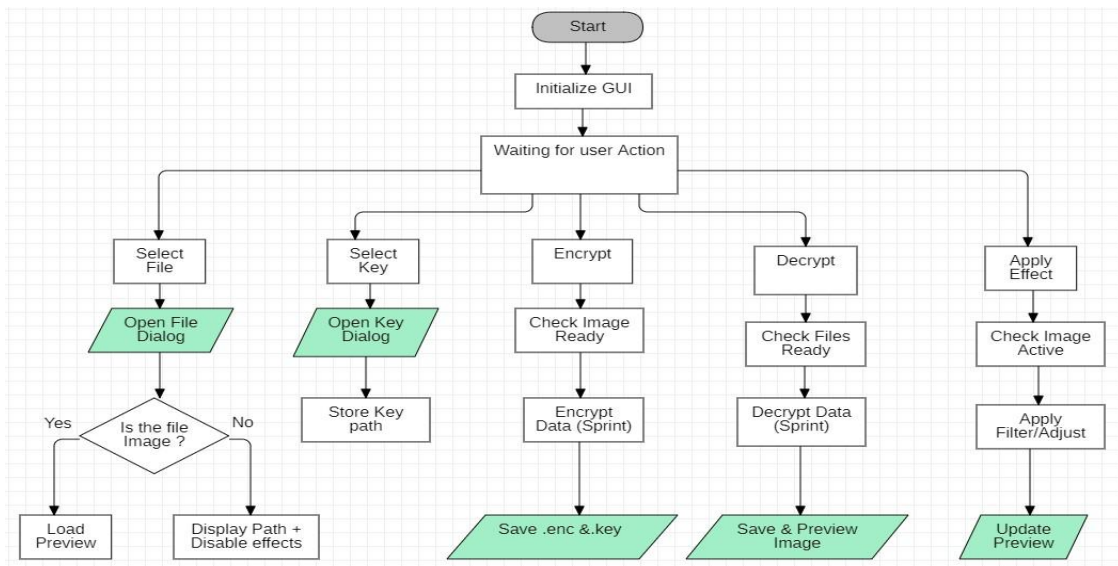 Start
Initialize GUI
Waiting for user Action
Select
File
Select
Key
Encrypt
Decrypt
Apply
Effect
Open File
Dialog
Open Key
Dialog
Check Image
Ready
Check Files
Ready
Check Image
Active
Yes
Is the file
Image ?
No
Store Key
path
Encrypt
Data (Sprint)
Decrypt Data
(Sprint)
Apply
Filter/Adjust
Load
Preview
Display Path +
Disable effects
Save .enc &.key
Save & Preview
Image
Update
Preview